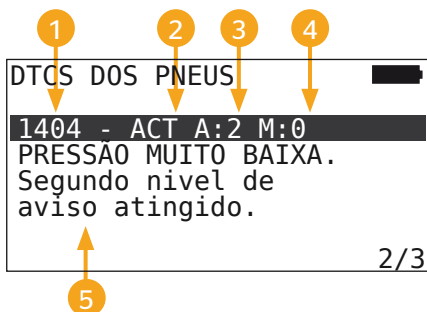 1 2 3 4
DTCS DOS PNEUS
1404 - ACT A:2 M:0
PRESSÃO MUITO BAIXA.
Segundo nivel de
aviso atingido.
2/3
5